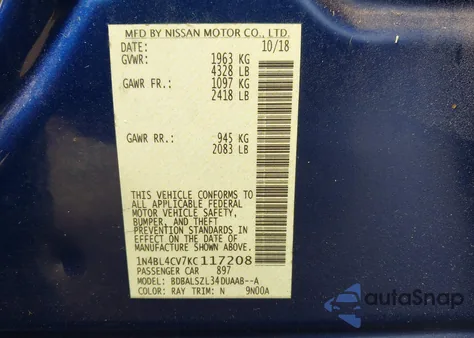 MFD BY NISSAN MOTOR CO., LTD.
DATE: 10/18
GVWR: 1963 KG
4328 LB
GAWR FR.: 1097 KG
2418 LB
GAWR RR.: 945 KG
2083 LB
THIS VEHICLE CONFORMS TO
ALL APPLICABLE FEDERAL
MOTOR VEHICLE SAFETY,
BUMPER, AND THEFT
PREVENTION STANDARDS IN
EFFECT ON THE DATE OF
MANUFACTURE SHOWN ABOVE.
1N4BL4CV7KC117208
PASSENGER CAR 897
MODEL: BDBALSZL34DUAAB--A
COLOR: RAY TRIM: N 9N00A
autoSnap